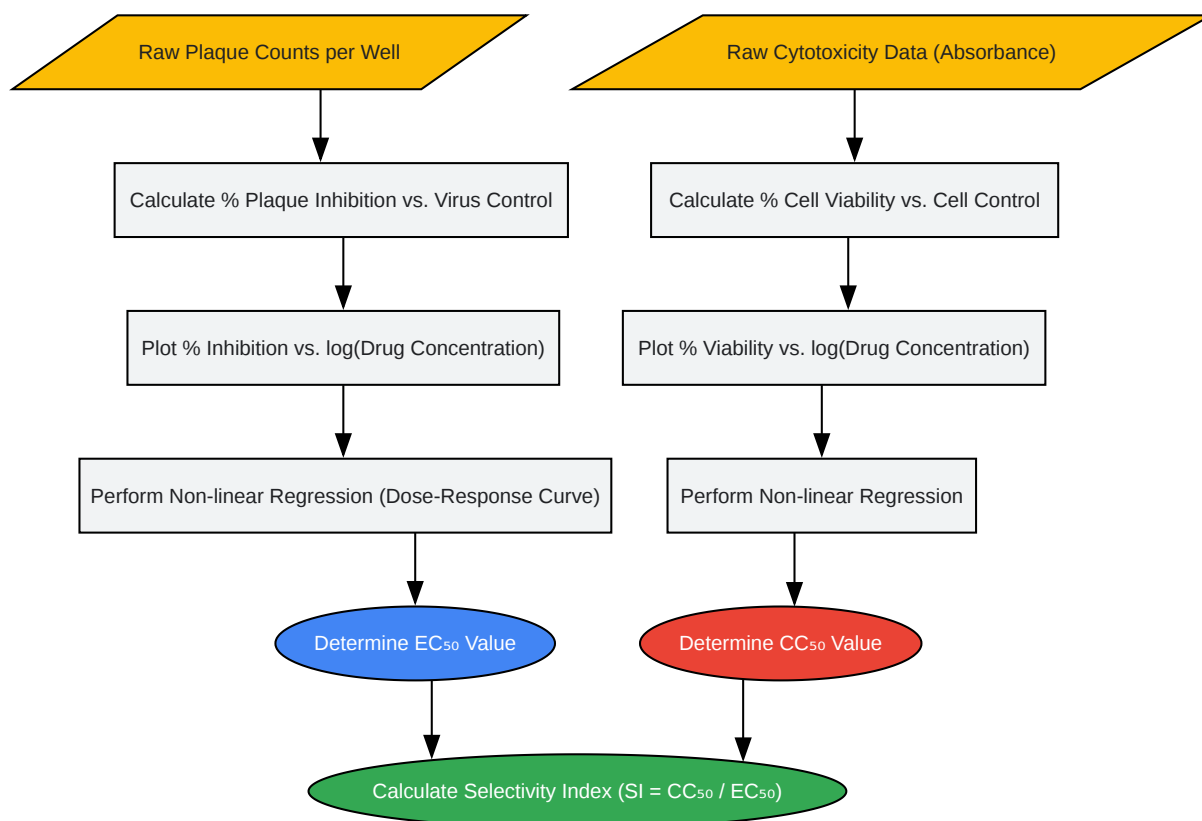 Raw Plaque Counts per Well
Raw Cytotoxicity Data (Absorbance)
Calculate % Plaque Inhibition vs. Virus Control
Calculate % Cell Viability vs. Cell Control
Plot % Inhibition vs. log(Drug Concentration)
Plot % Viability vs. log(Drug Concentration)
Perform Non-linear Regression (Dose-Response Curve)
Perform Non-linear Regression
Determine EC₅₀ Value
Determine CC₅₀ Value
Calculate Selectivity Index (SI = CC₅₀ / EC₅₀)